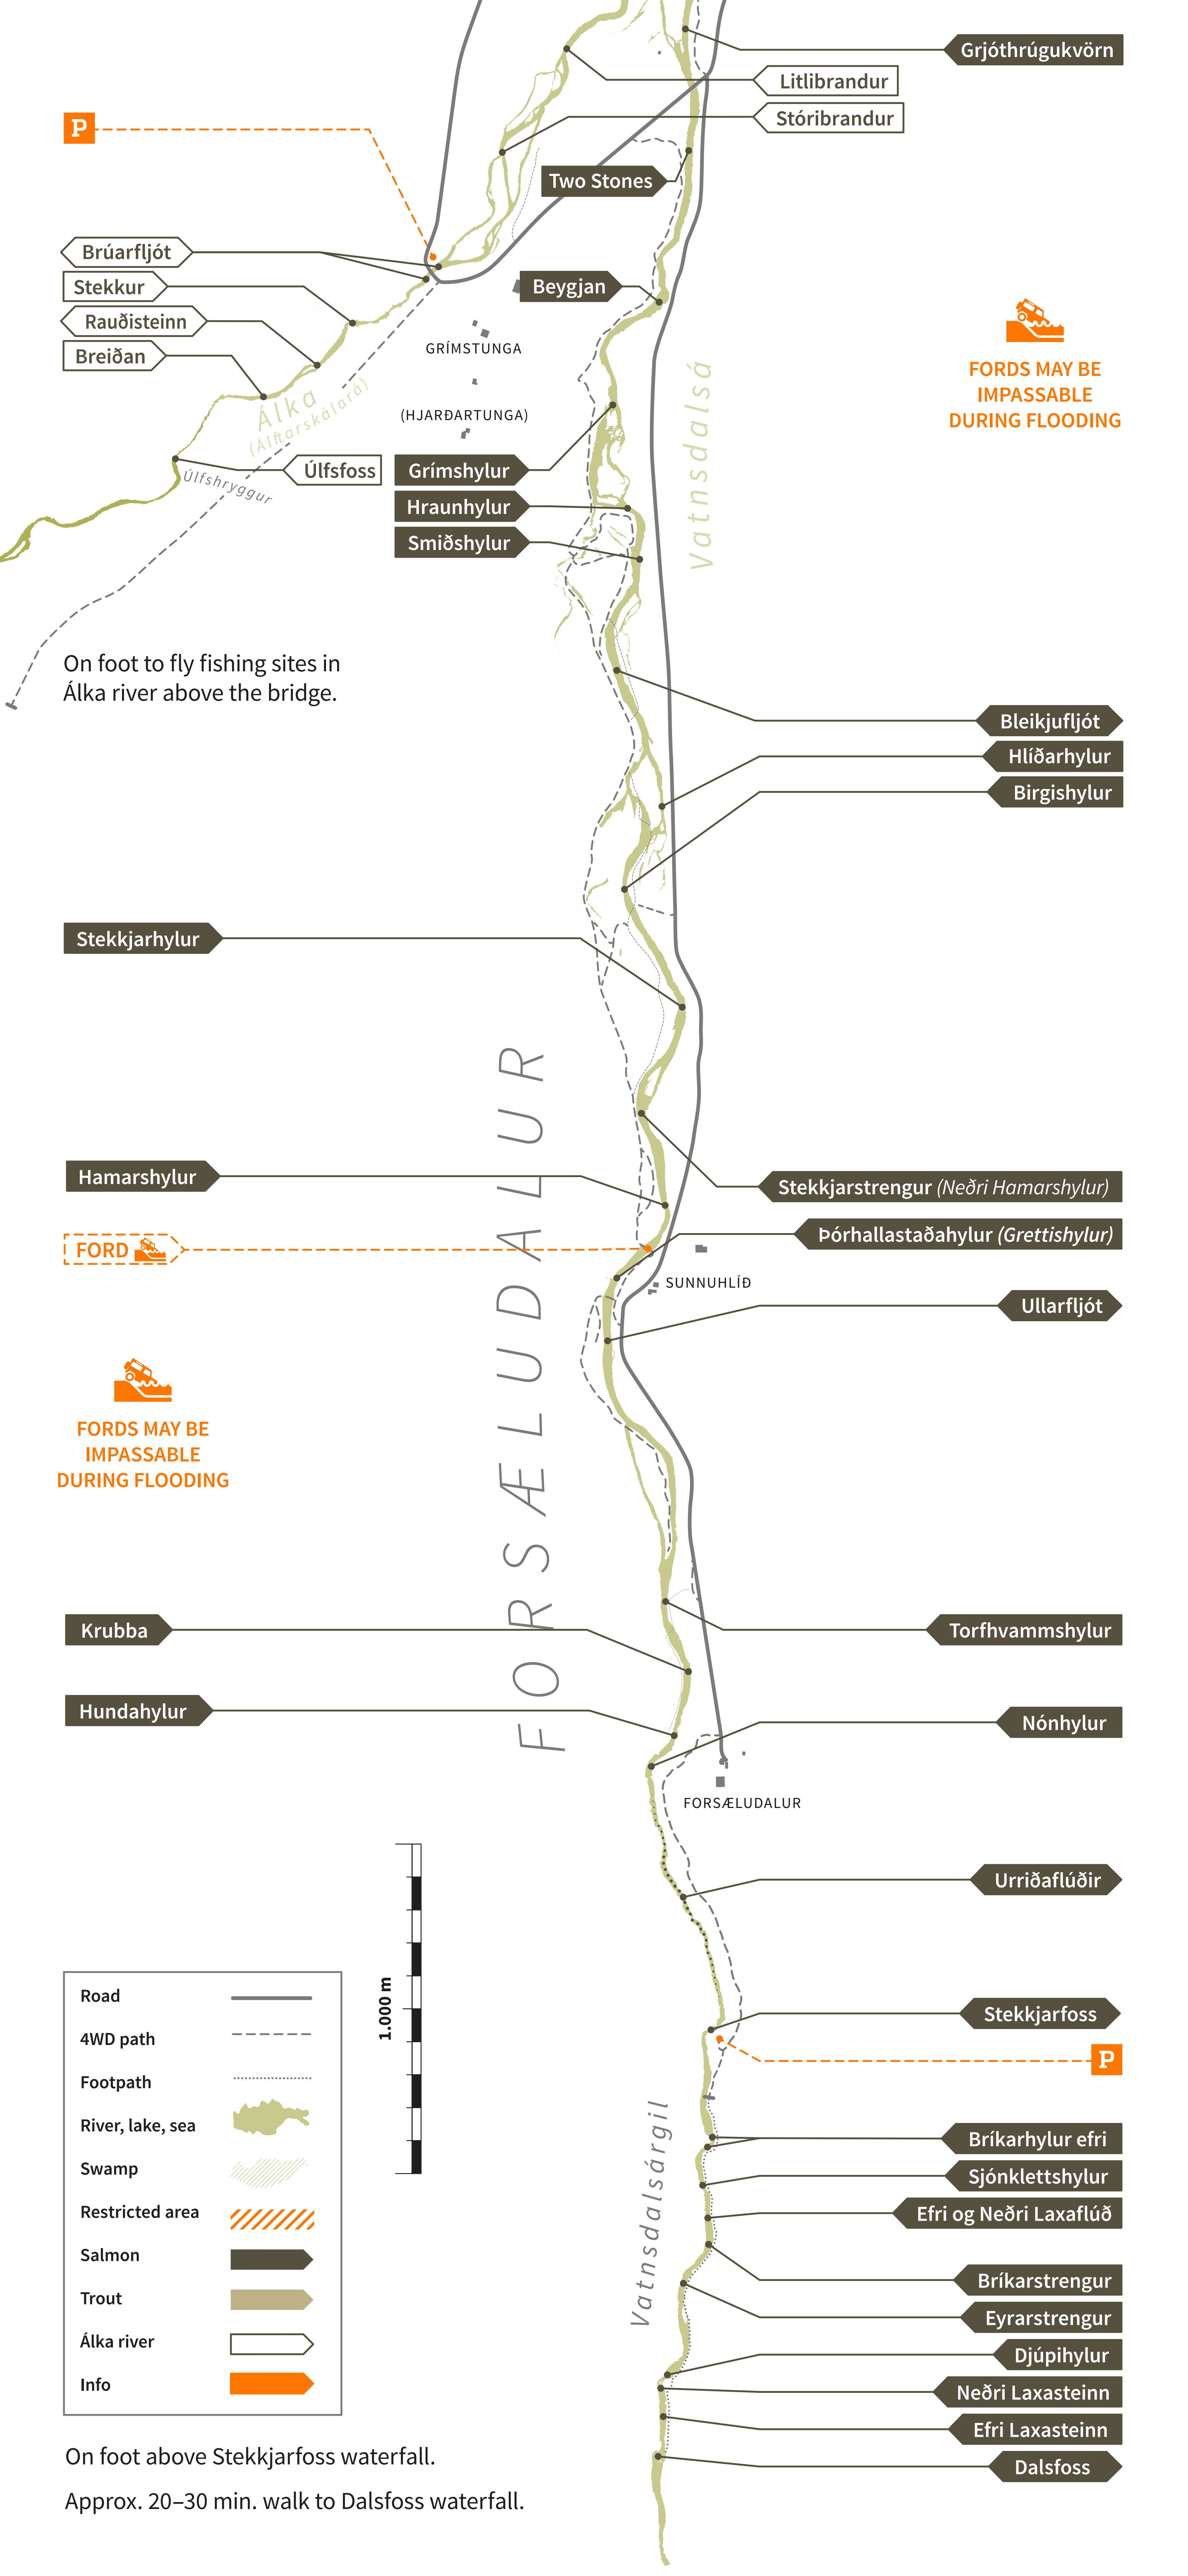 Grjóthrúgukvörn
Litlibrandur
Stóribrandur
P
Two Stones
Brúarfljót
Stekkur
Rauðisteinn
Breiðan
Beygjan
GRÍMSTUNGA
(HJARÐARTUNGA)
Álka
(Álftarskálará)
Úlfsfoss
Úlfshryggur
Grímshylur
Hraunhylur
Smiðshylur
Vatnsdalsá
FORDS MAY BE
IMPASSABLE
DURING FLOODING
On foot to fly fishing sites in
Álka river above the bridge.
Bleikjufljót
Hlíðarhylur
Birgishylur
Stekkjarhylur
FORSÆLUDALUR
Hamarshylur
Stekkjarstrengur (Neðri Hamarshylur)
Þórhallastaðahylur (Grettishylur)
FORD
SUNNUHLÍÐ
Ullarfljót
FORDS MAY BE
IMPASSABLE
DURING FLOODING
Krubba
Torfhvammshylur
Hundahylur
Nónhylur
FORSÆLUDALUR
Urriðaflúðir
Stekkjarfoss
P
1.000 m
Road
4WD path
Footpath
River, lake, sea
Swamp
Restricted area
Salmon
Trout
Álka river
Info
Vatnsdalsárgil
Bríkarhylur efri
Sjónklettshylur
Efri og Neðri Laxaflúð
Bríkarstrengur
Eyrarstrengur
Djúpihylur
Neðri Laxasteinn
Efri Laxasteinn
Dalsfoss
On foot above Stekkjarfoss waterfall.
Approx. 20–30 min. walk to Dalsfoss waterfall.